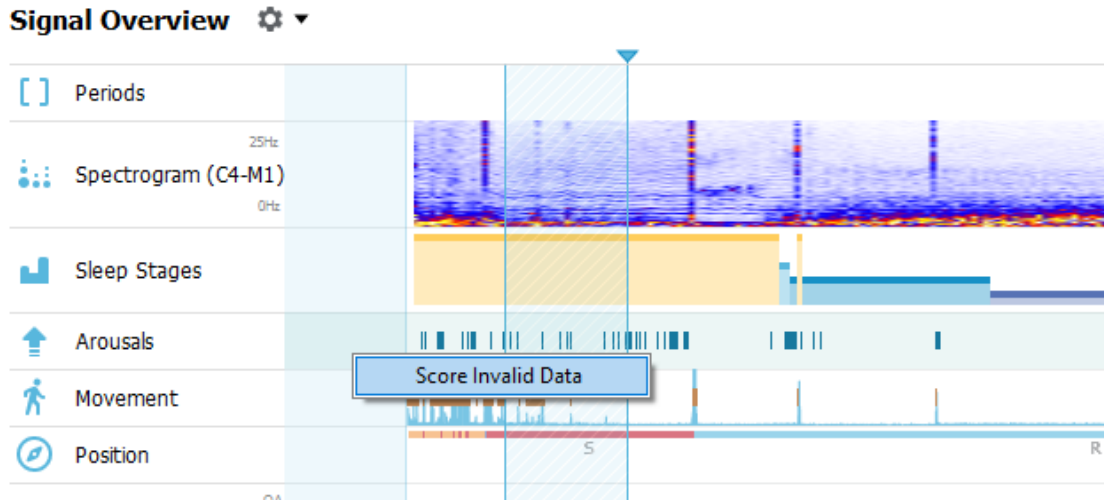 Signal Overview
Periods
25Hz
Spectrogram (C4-M1)
0Hz
Sleep Stages
Arousals
Score Invalid Data
Movement
Position
S
R